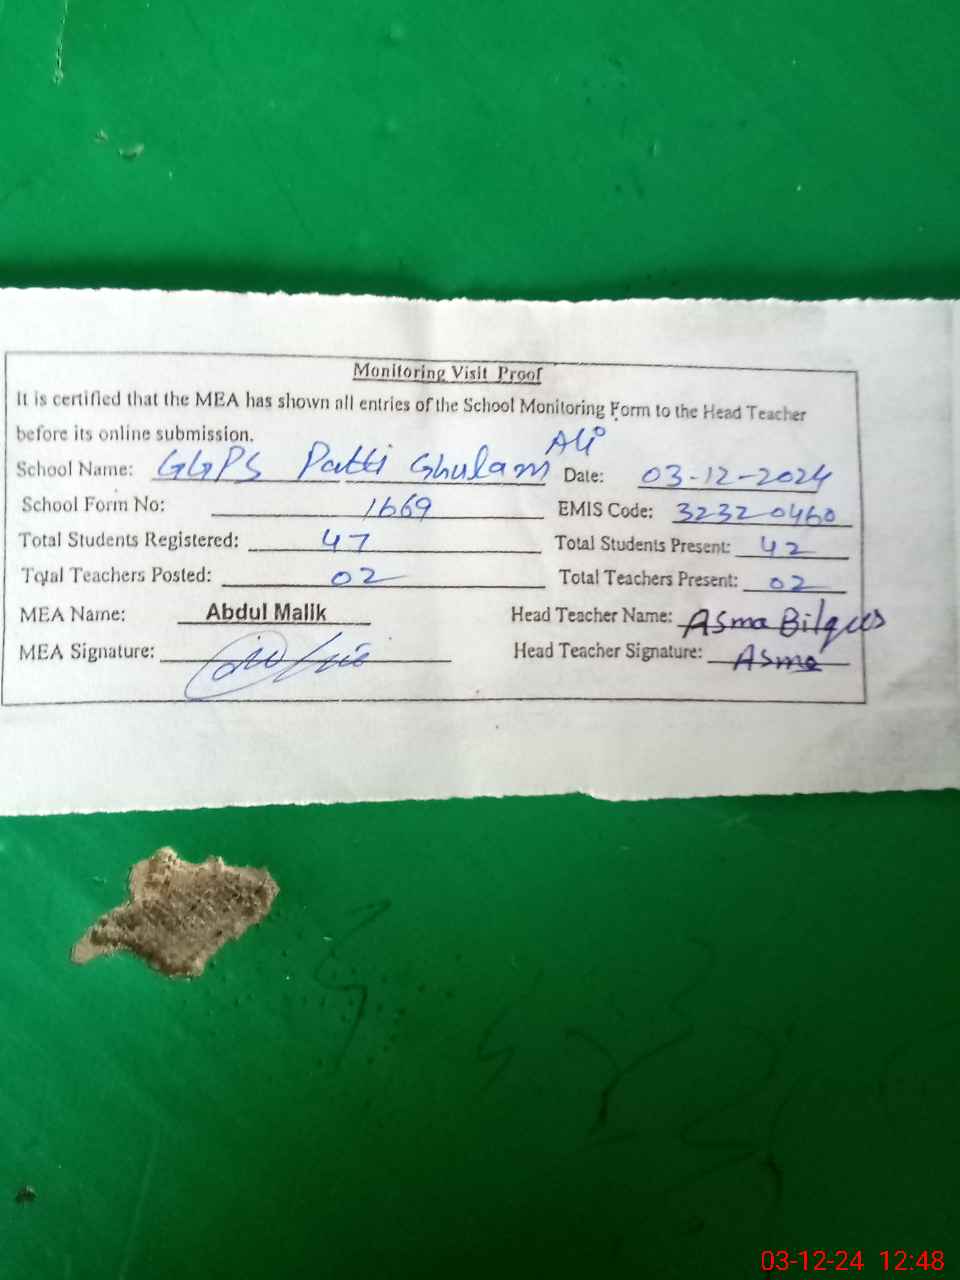 Monitoring Visit Proof
It is certified that the MEA has shown all entries of the School Monitoring Form to the Head Teacher
before its online submission.
School Name: GGPS Patti Ghulam Ali Date: 03-12-2024
School Form No: 1669 EMIS Code: 32320460
Total Students Registered: 47 Total Students Present: 42
Total Teachers Posted: 02 Total Teachers Present: 02
MEA Name: Abdul Malik Head Teacher Name: Asma Bilqees
MEA Signature: Head Teacher Signature: Asma
03-12-24 12:48